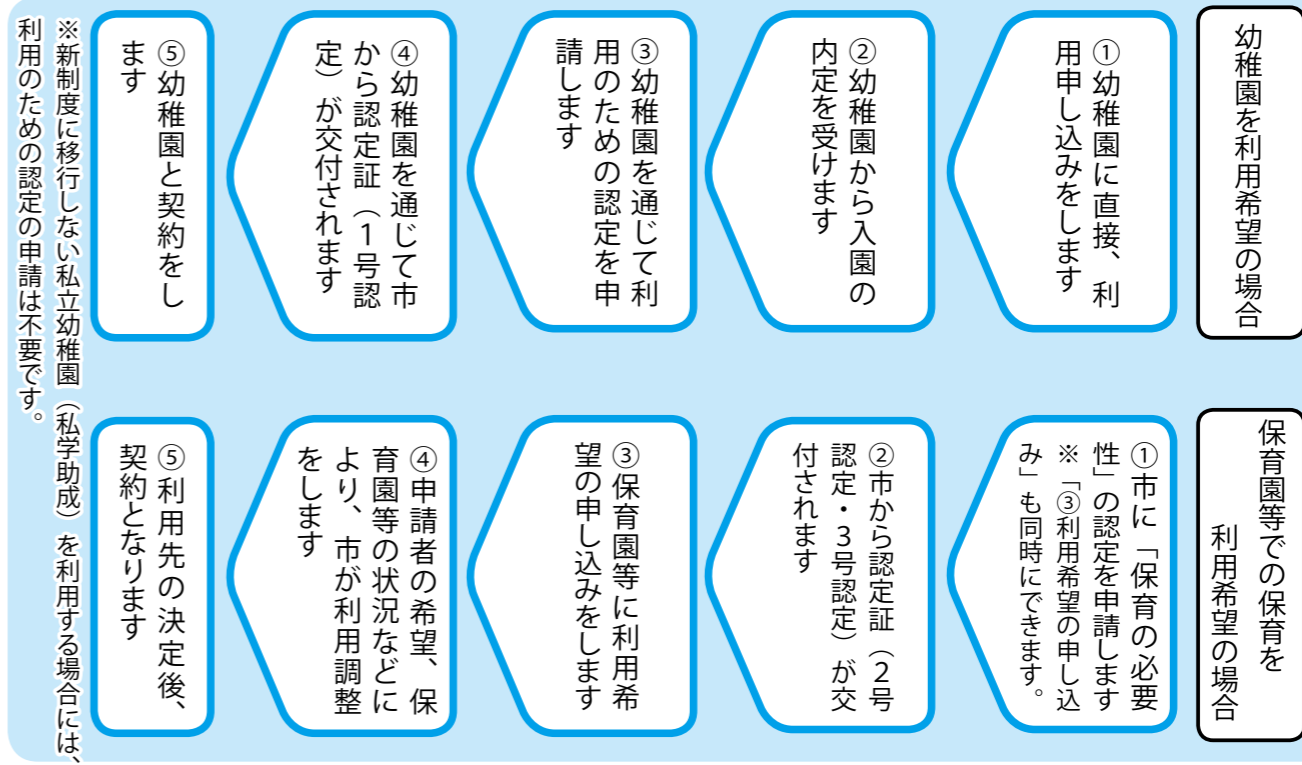 幼稚園を利用希望の場合
①幼稚園に直接、利
用申し込みをします
②幼稚園から入園の
内定を受けます
③幼稚園を通じて利
用のための認定を申
請します
④幼稚園を通じて市
から認定証（1号認
定）が交付されます
⑤幼稚園と契約をし
ます
保育園等での保育を
利用希望の場合
①市に「保育の必要
性」の認定を申請します
※「③利用希望の申し込
み」も同時にできます。
②市から認定証（2号
認定・3号認定）が交
付されます
③保育園等に利用希
望の申し込みをします
④申請者の希望、保
育園等の状況などに
より、市が利用調整
をします
⑤利用先の決定後、
契約となります
※新制度に移行しない私立幼稚園（私学助成）を利用する場合には、
利用のための認定の申請は不要です。